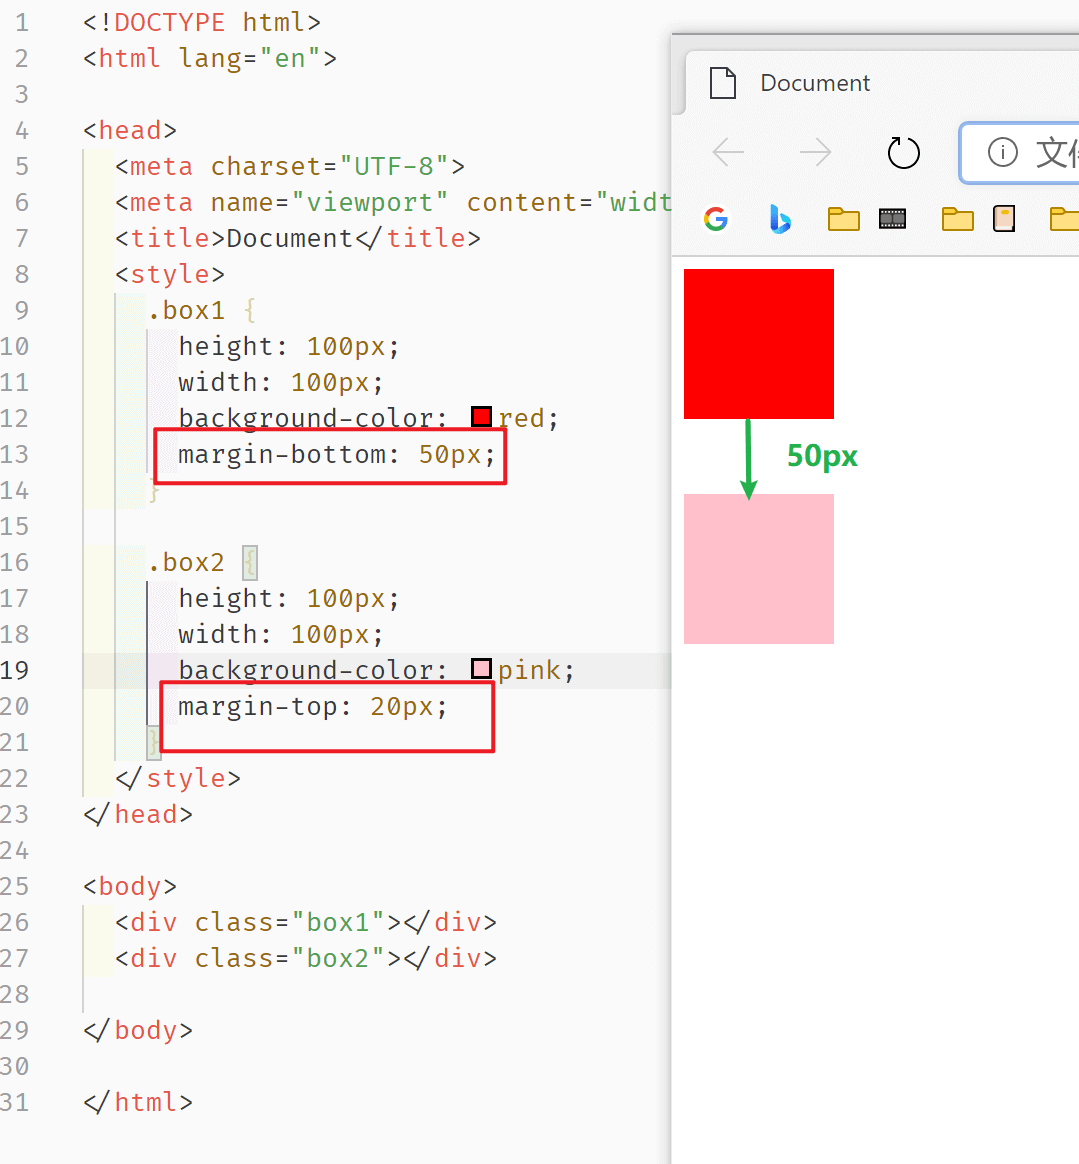 1 <!DOCTYPE html>
2 <html lang="en">
3
4 <head>
5 <meta charset="UTF-8">
6 <meta name="viewport" content="widt
7 <title>Document</title>
8 <style>
9 .box1 {
10 height: 100px;
11 width: 100px;
12 background-color: red;
13 margin-bottom: 50px;
14 }
15
16 .box2 {
17 height: 100px;
18 width: 100px;
19 background-color: pink;
20 margin-top: 20px;
21 }
22 </style>
23 </head>
24
25 <body>
26 <div class="box1"></div>
27 <div class="box2"></div>
28
29 </body>
30
31 </html>
Document
文
50px